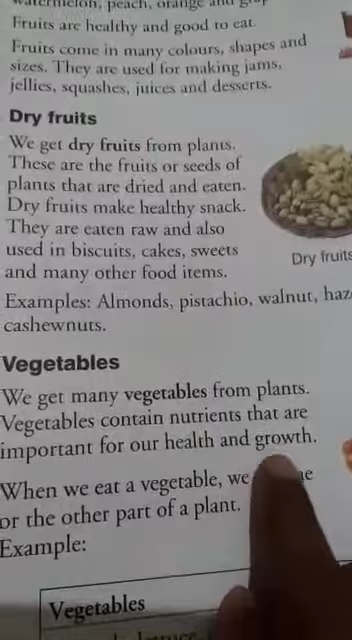 watermelon, peach, orange and
Fruits are healthy and good to eat.
Fruits come in many colours, shapes and
sizes. They are used for making jams,
jellies, squashes, juices and desserts.
Dry fruits
We get dry fruits from plants.
These are the fruits or seeds of
plants that are dried and eaten.
Dry fruits make healthy snack.
They are eaten raw and also
used in biscuits, cakes, sweets
and many other food items.
Dry fruits
Examples: Almonds, pistachio, walnut, haz
cashewnuts.
Vegetables
We get many vegetables from plants.
Vegetables contain nutrients that are
important for our health and growth.
When we eat a vegetable, we
or the other part of a plant.
Example:
Vegetables